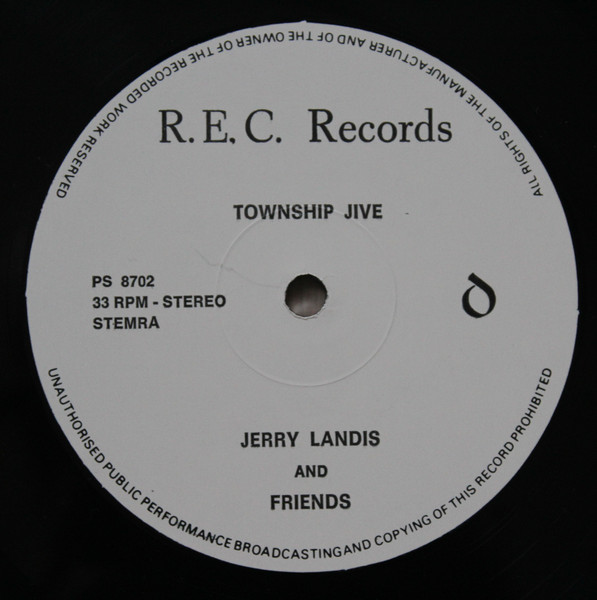 ALL RIGHTS OF THE MANUFACTURER AND OF THE OWNER OF THE RECORDED WORK RESERVED
R.E.C. Records
TOWNSHIP JIVE
PS 8702
33 RPM - STEREO
STEMRA
JERRY LANDIS
AND
FRIENDS
UNAUTHORISED PUBLIC PERFORMANCE BROADCASTING AND COPYING OF THIS RECORD PROHIBITED